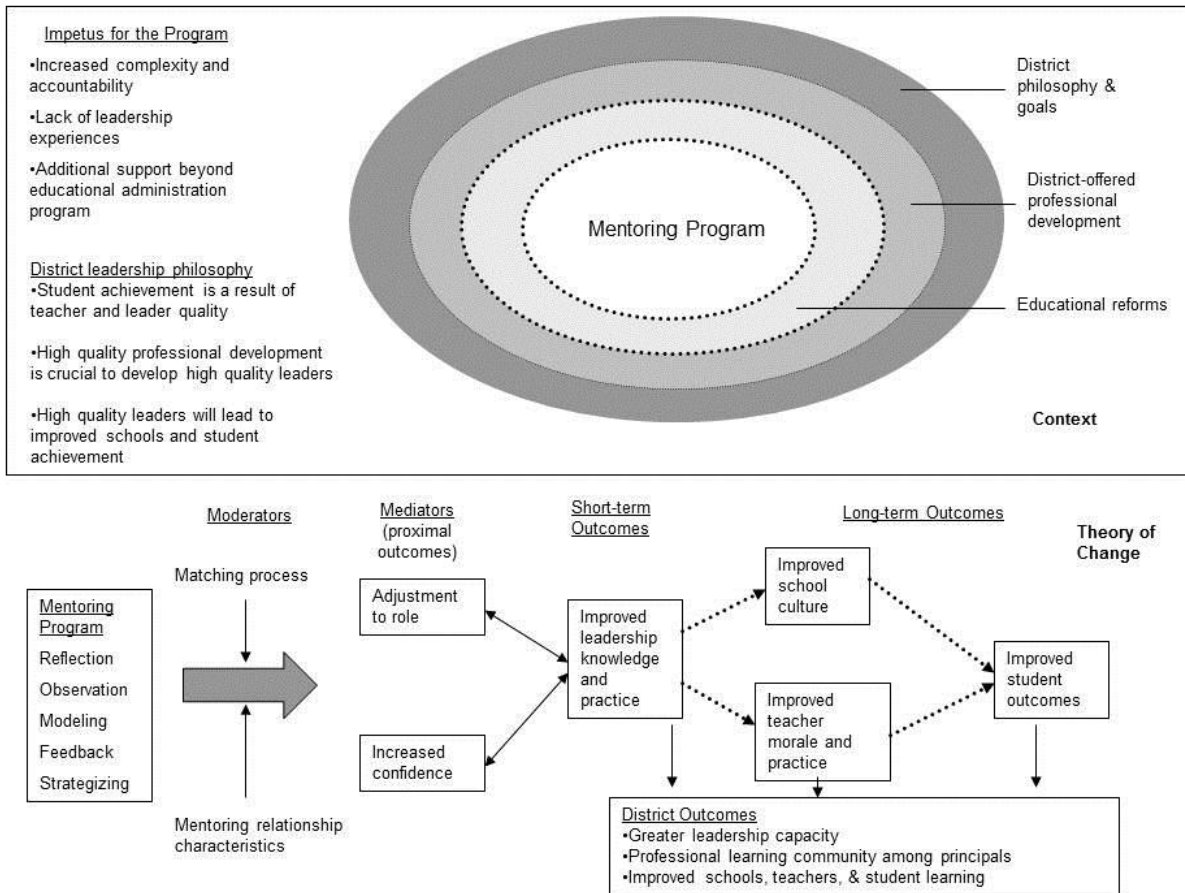 Impetus for the Program
•Increased complexity and
accountability
•Lack of leadership
experiences
•Additional support beyond
educational administration
program
District leadership philosophy
•Student achievement is a result of
teacher and leader quality
•High quality professional development
is crucial to develop high quality leaders
•High quality leaders will lead to
improved schools and student
achievement
Mentoring Program
District
philosophy &
goals
District-offered
professional
development
Educational reforms
Context
Moderators
Matching process
Mentoring
Program
Reflection
Observation
Modeling
Feedback
Strategizing
Mentoring relationship
characteristics
Mediators
(proximal
outcomes)
Adjustment
to role
Increased
confidence
Short-term
Outcomes
Improved
leadership
knowledge
and
practice
Long-term Outcomes
Improved
school
culture
Improved
teacher
morale and
practice
Improved
student
outcomes
Theory of
Change
District Outcomes
•Greater leadership capacity
•Professional learning community among principals
•Improved schools, teachers, & student learning